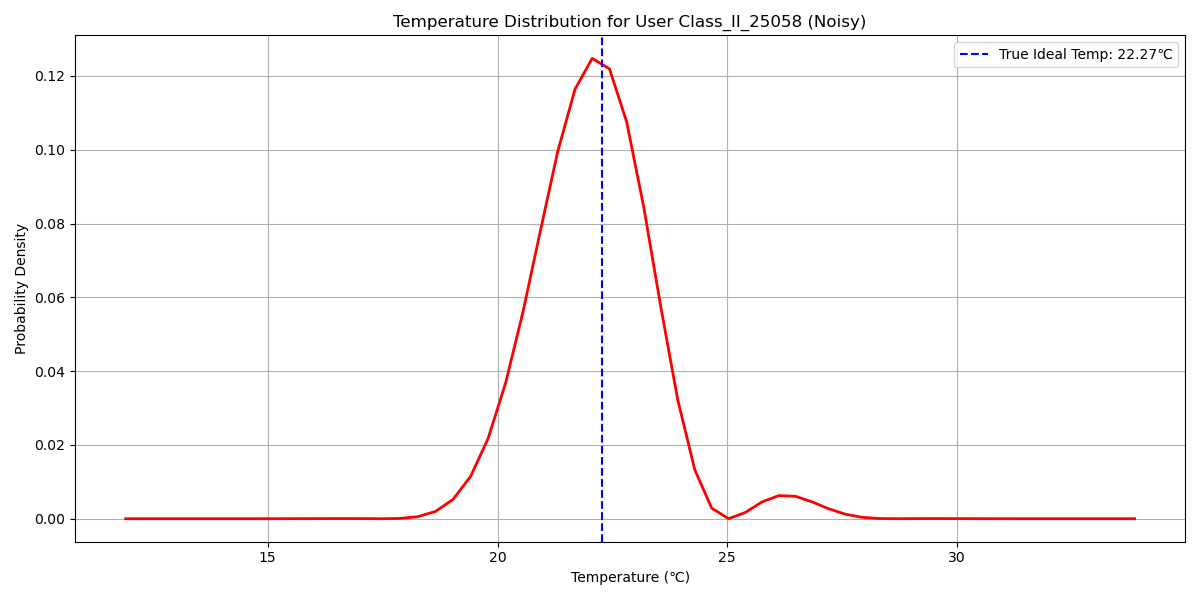 Temperature Distribution for User Class_II_25058 (Noisy)
True Ideal Temp: 22.27℃
Probability Density
0.12
0.10
0.08
0.06
0.04
0.02
0.00
15
20
25
30
Temperature (℃)